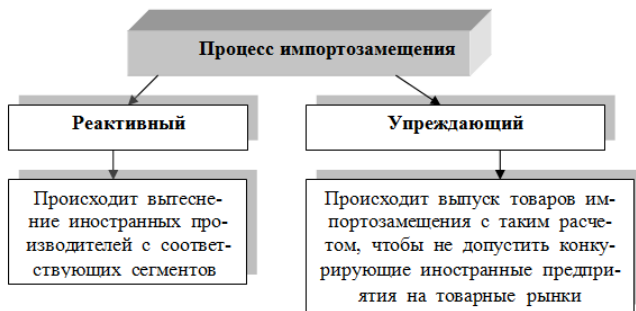 Процесс импортозамещения
Реактивный
Упреждающий
Происходит вытесне-
ние иностранных про-
изводителей с соответ-
ствующих сегментов
Происходит выпуск товаров им-
портозамещения с таким расче-
том, чтобы не допустить конку-
рирующие иностранные предпри-
ятия на товарные рынки